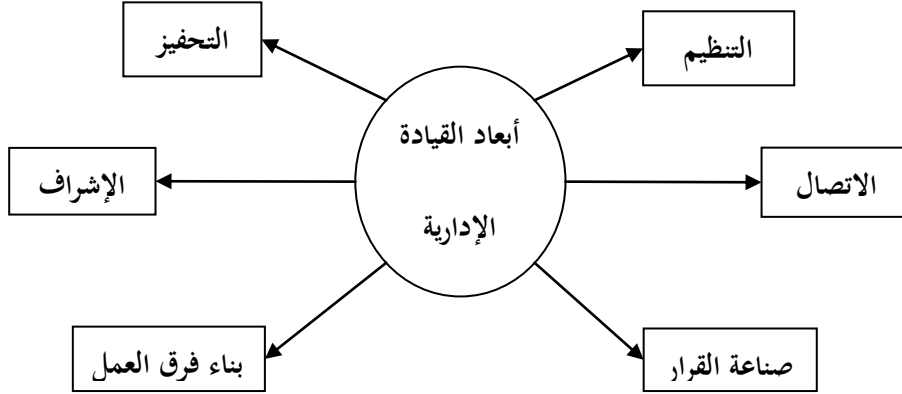 التحفيز
التنظيم
أبعاد القيادة
الإدارية
الإشراف
الاتصال
بناء فرق العمل
صناعة القرار